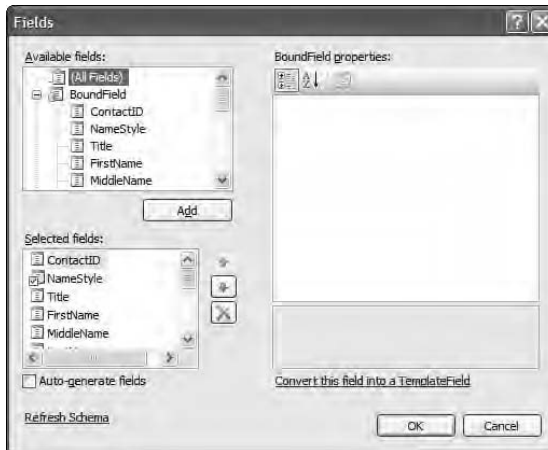 Fields
Available fields:
(All Fields)
BoundField
ContactID
NameStyle
Title
FirstName
MiddleName
Add
Selected fields:
ContactID
NameStyle
Title
FirstName
MiddleName
Auto-generate fields
Refresh Schema
BoundField properties:
Convert this field into a TemplateField
OK
Cancel